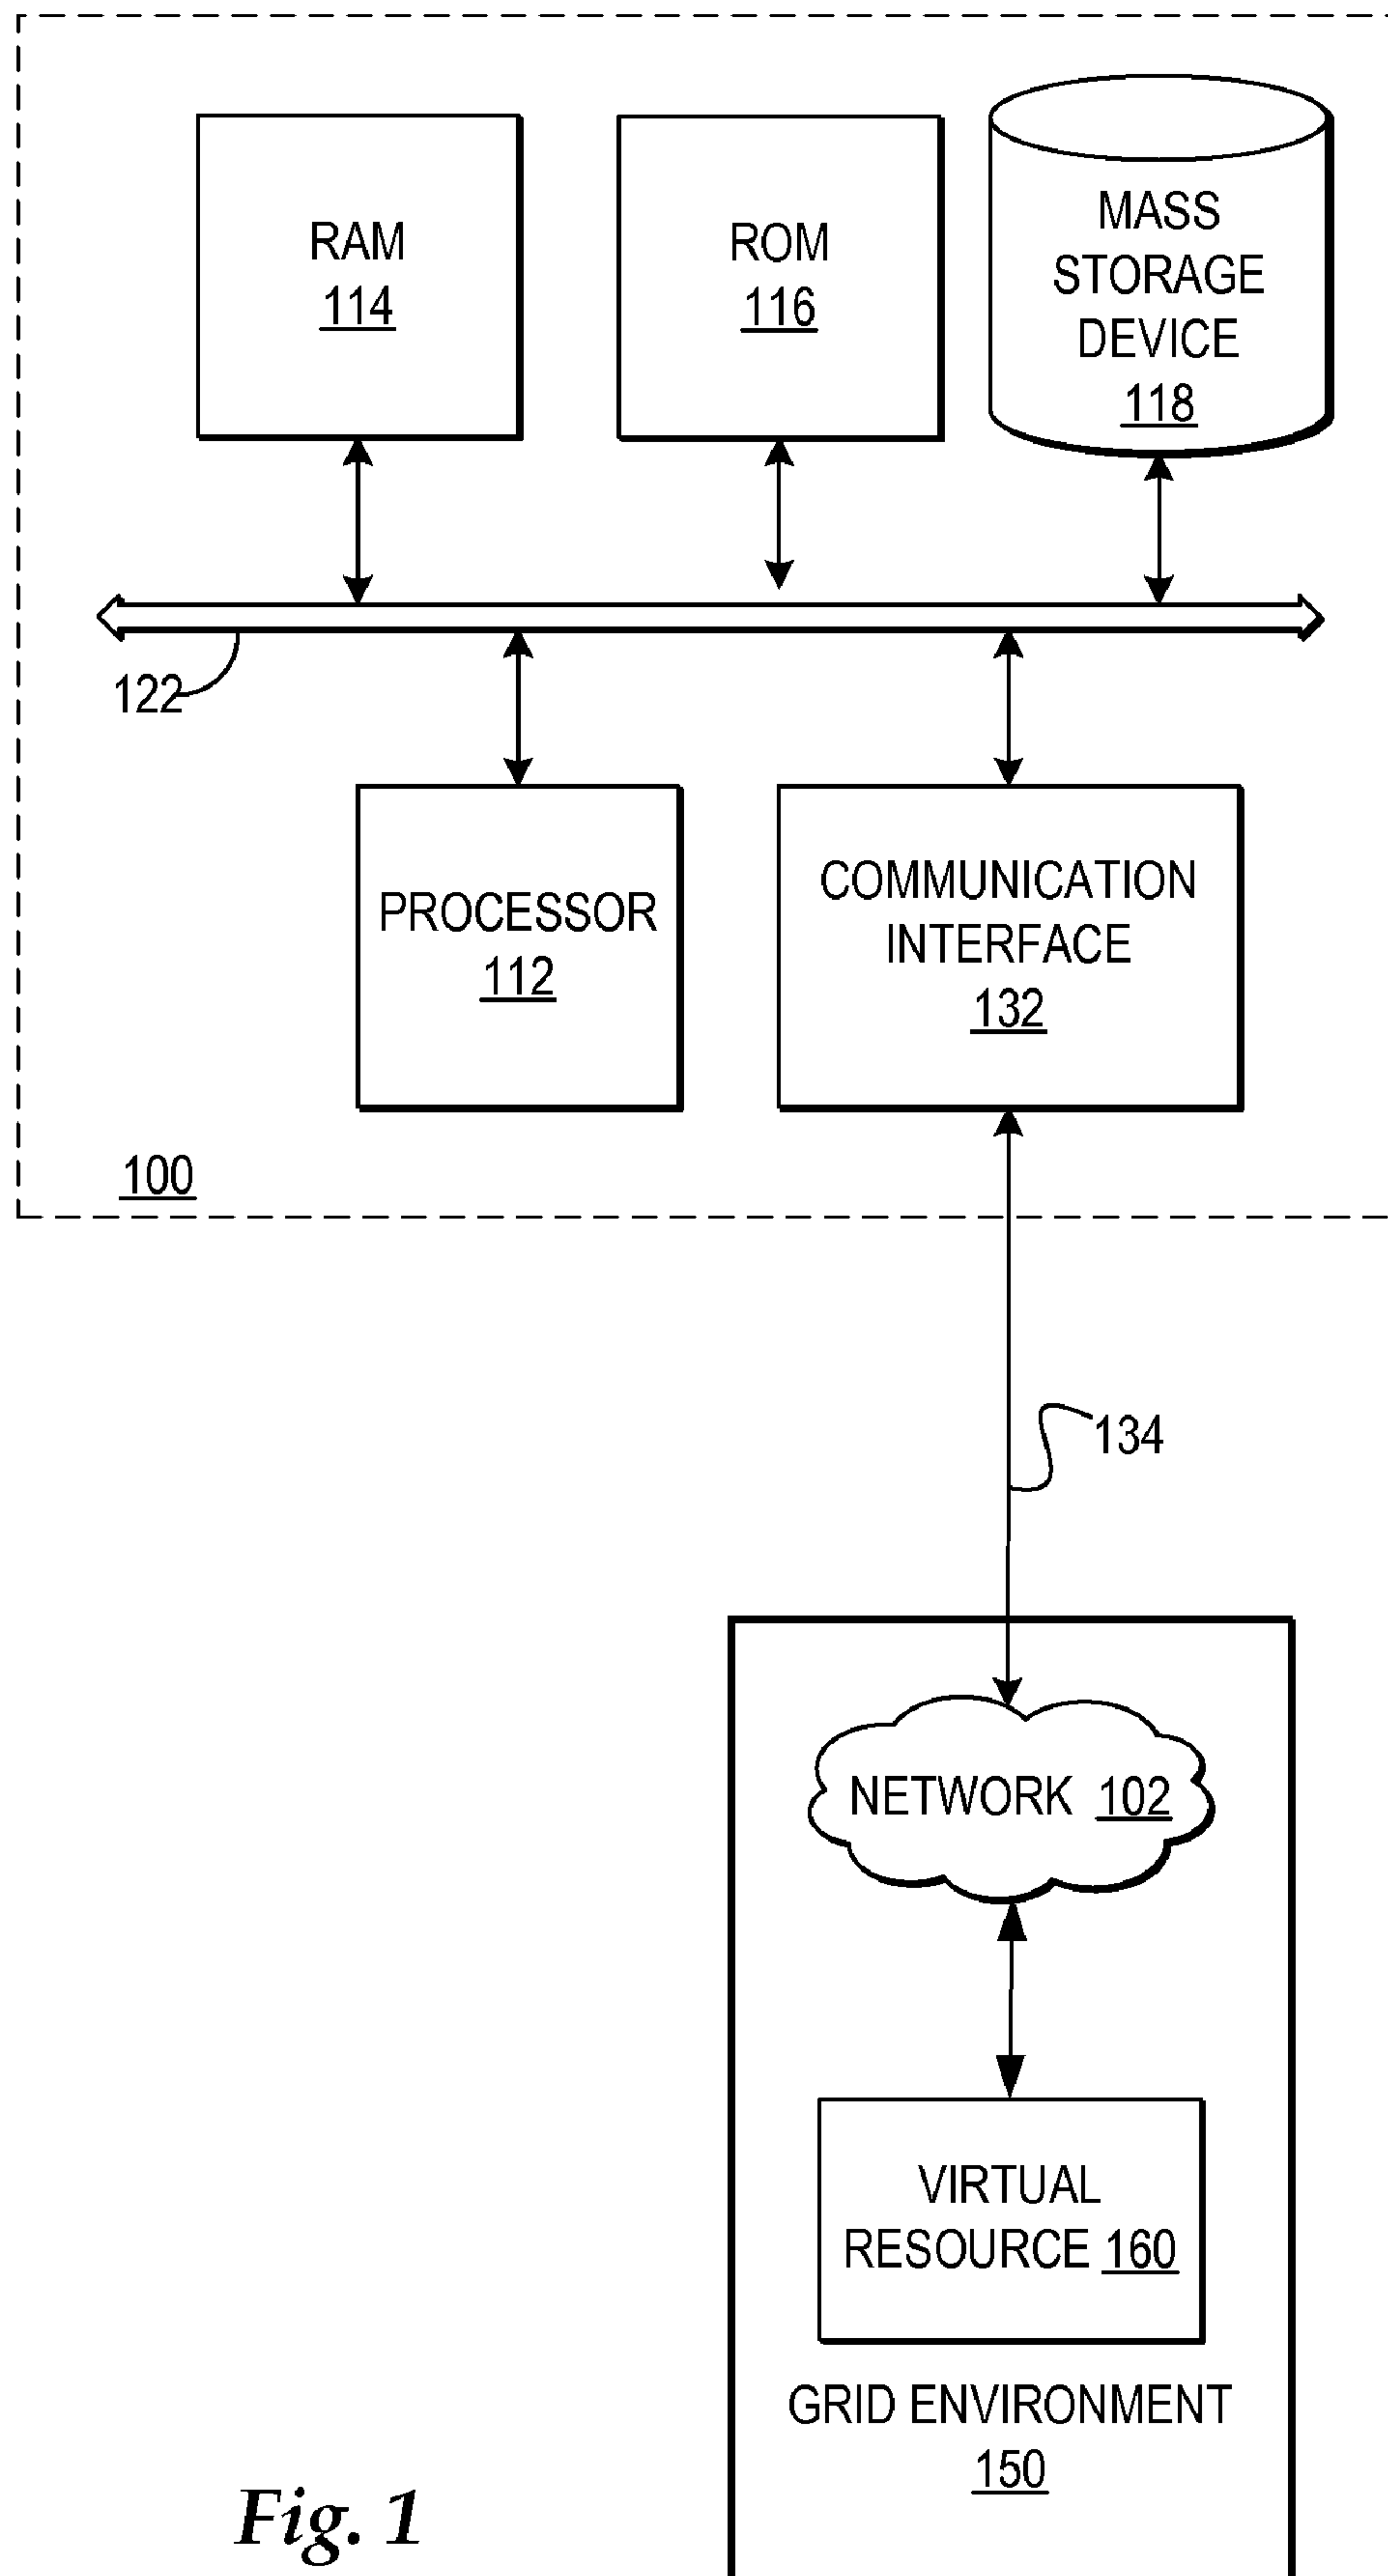 RAM
114
ROM
116
MASS
STORAGE
DEVICE
118
122
PROCESSOR
112
COMMUNICATION
INTERFACE
132
100
134
NETWORK 102
VIRTUAL
RESOURCE 160
GRID ENVIRONMENT
150
Fig. 1